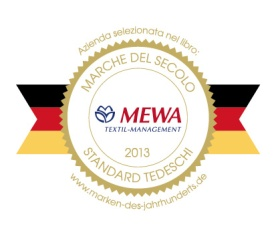 Azienda selezionata nel libro:
MARCHE DEL SECOLO
MEWA
TEXTIL-MANAGEMENT
2013
STANDARD TEDESCHI
www.marken-des-jahrhunderts.de